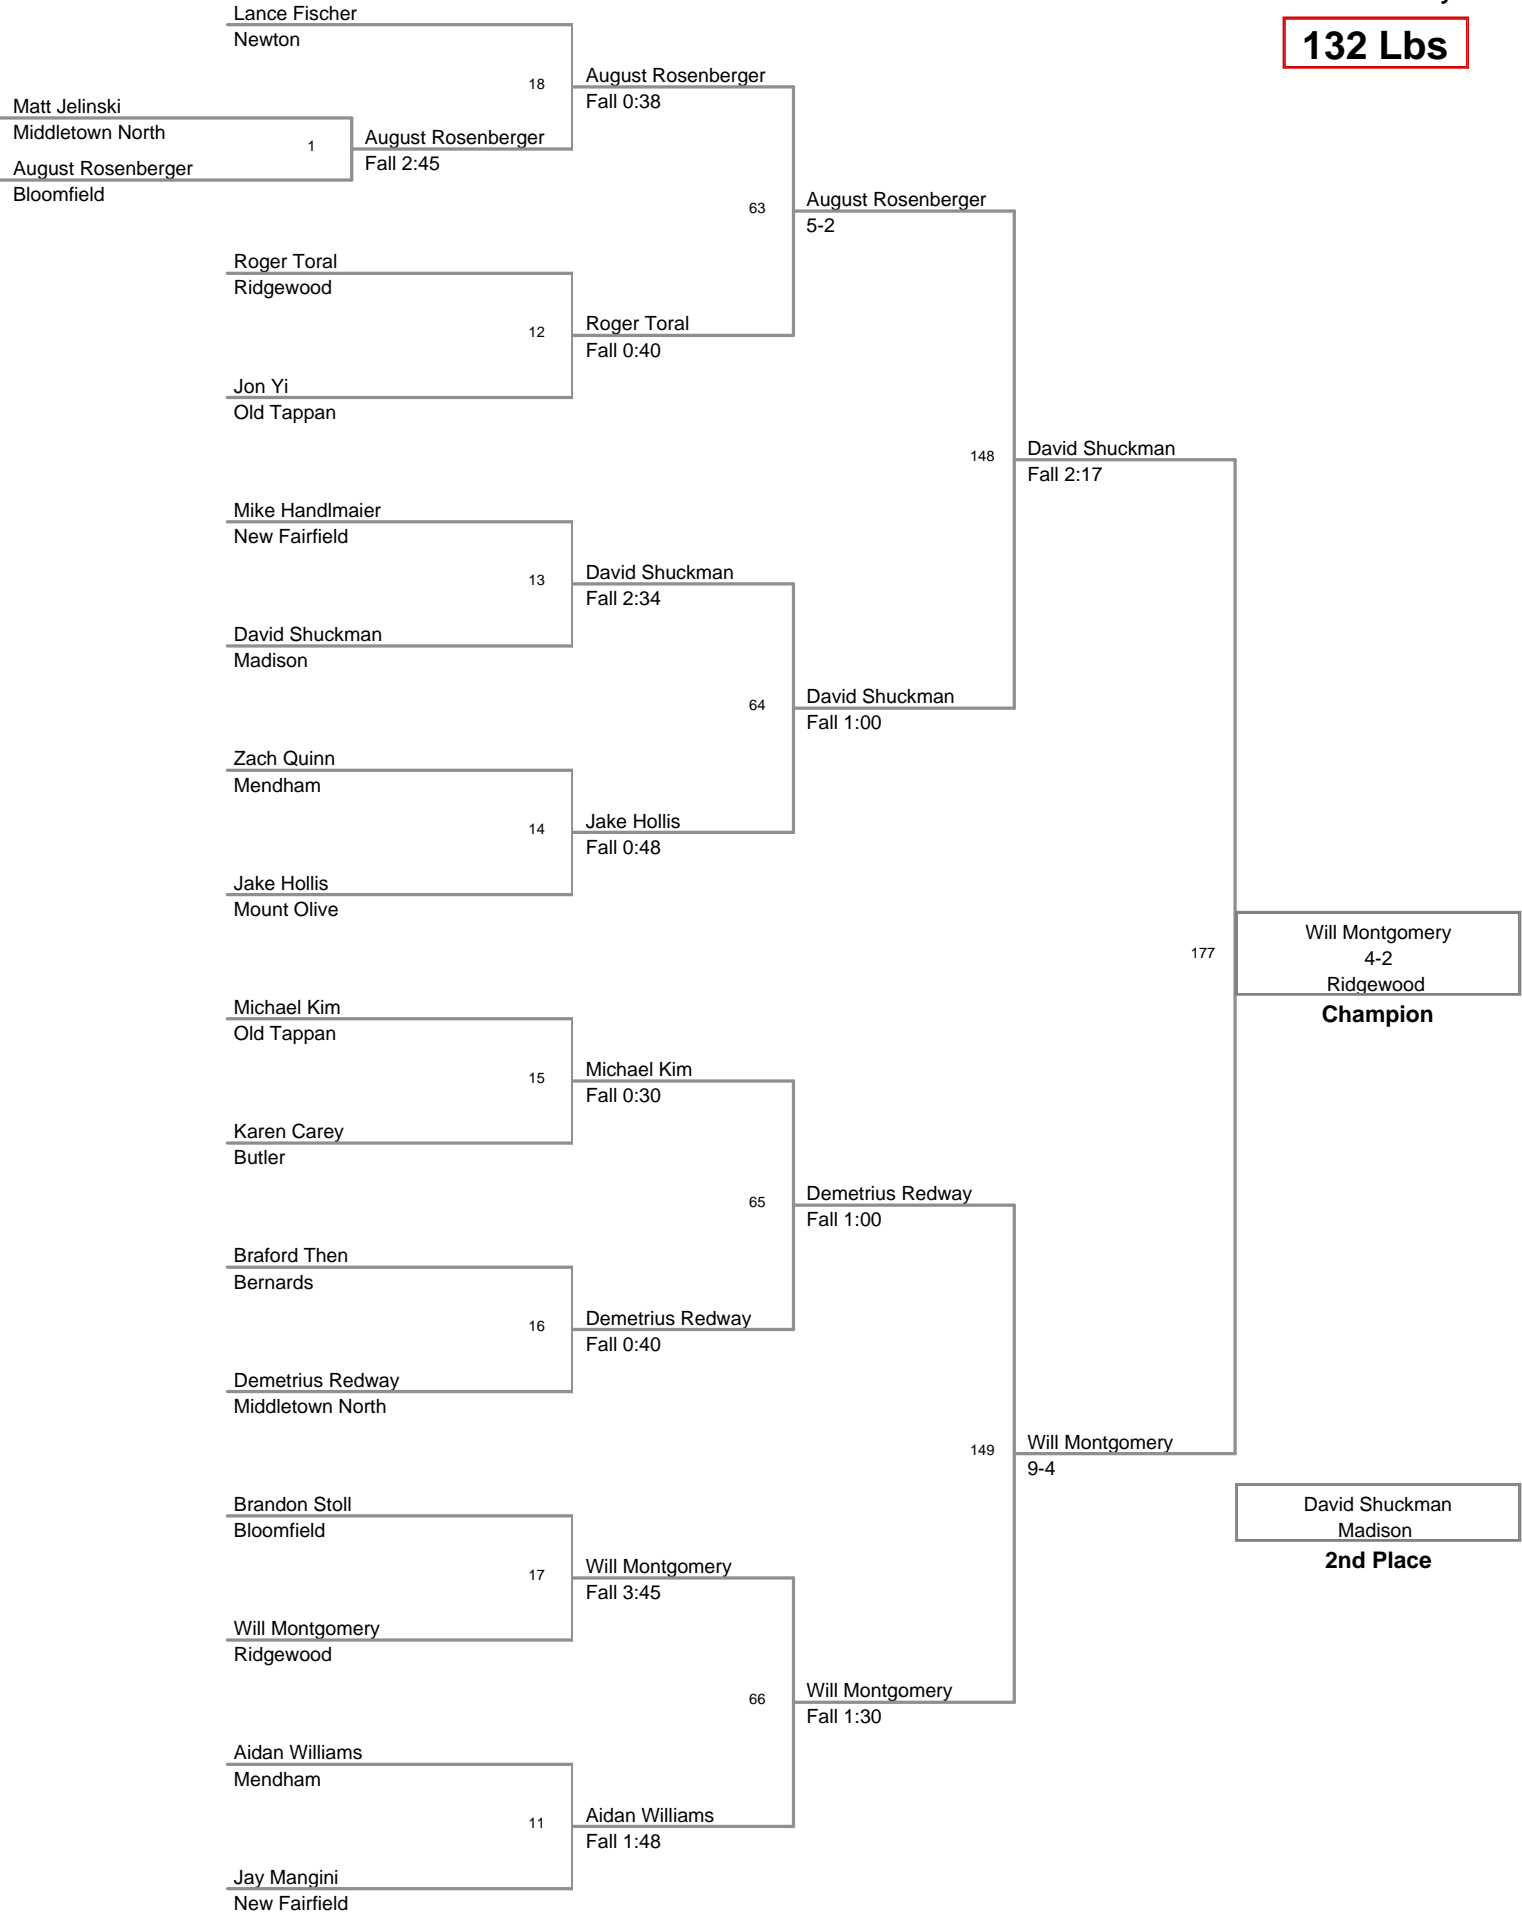 132 Lbs
Lance Fischer
Newton
18
August Rosenberger
Fall 0:38
Matt Jelinski
Middletown North
1
August Rosenberger
Fall 2:45
August Rosenberger
Bloomfield
63
August Rosenberger
5-2
Roger Toral
Ridgewood
12
Roger Toral
Fall 0:40
Jon Yi
Old Tappan
148
David Shuckman
Fall 2:17
Mike Handlmaier
New Fairfield
13
David Shuckman
Fall 2:34
David Shuckman
Madison
64
David Shuckman
Fall 1:00
Zach Quinn
Mendham
14
Jake Hollis
Fall 0:48
Jake Hollis
Mount Olive
177
Will Montgomery
4-2
Ridgewood
Champion
Michael Kim
Old Tappan
15
Michael Kim
Fall 0:30
Karen Carey
Butler
65
Demetrius Redway
Fall 1:00
Braford Then
Bernards
16
Demetrius Redway
Fall 0:40
Demetrius Redway
Middletown North
149
Will Montgomery
9-4
David Shuckman
Madison
2nd Place
Brandon Stoll
Bloomfield
17
Will Montgomery
Fall 3:45
Will Montgomery
Ridgewood
66
Will Montgomery
Fall 1:30
Aidan Williams
Mendham
11
Aidan Williams
Fall 1:48
Jay Mangini
New Fairfield